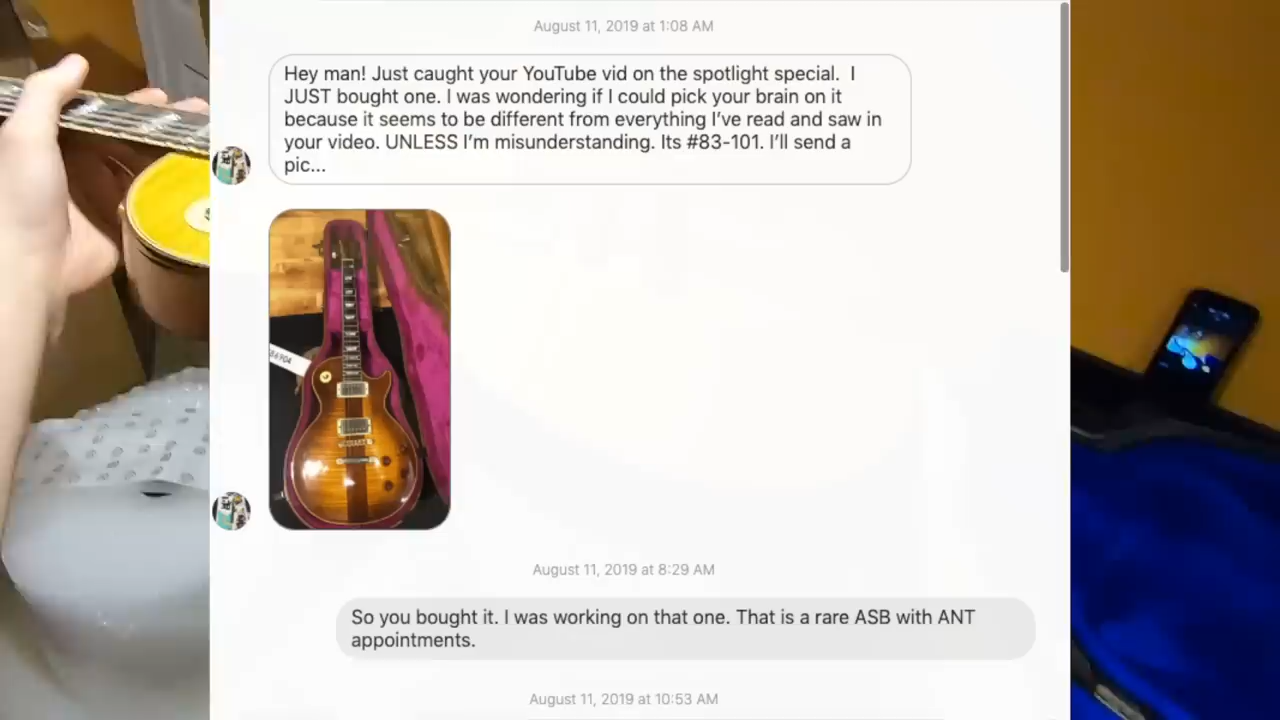 August 11, 2019 at 1:08 AM
Hey man! Just caught your YouTube vid on the spotlight special.  I
JUST bought one. I was wondering if I could pick your brain on it
because it seems to be different from everything I've read and saw in
your video. UNLESS I'm misunderstanding. Its #83-101. I'll send a
pic...
August 11, 2019 at 8:29 AM
So you bought it. I was working on that one. That is a rare ASB with ANT
appointments.
August 11, 2019 at 10:53 AM